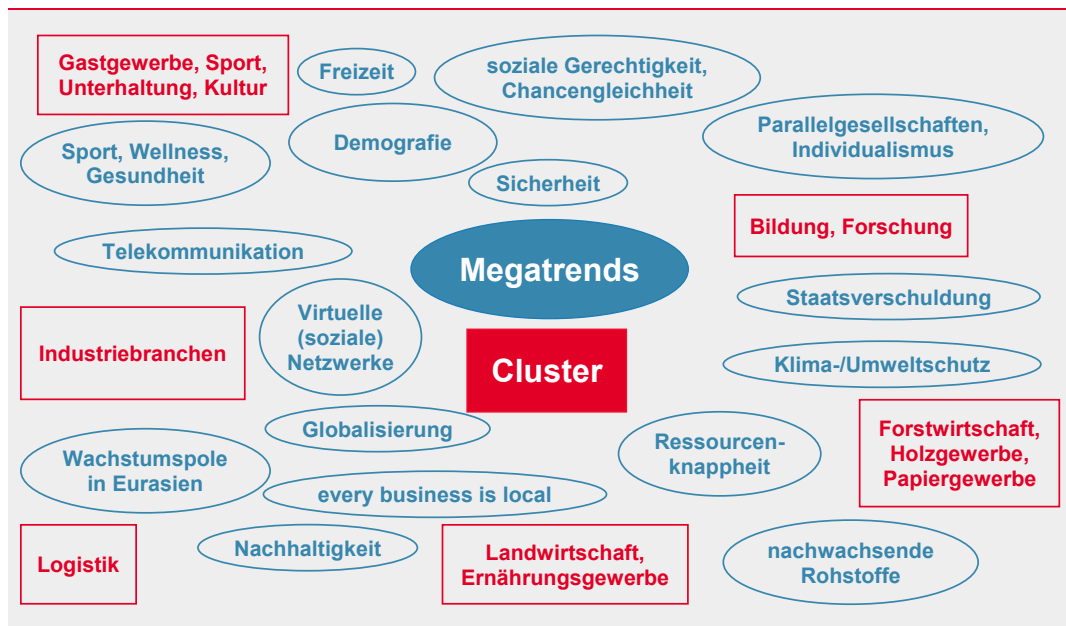 Gastgewerbe, Sport,
Unterhaltung, Kultur
Freizeit
soziale Gerechtigkeit,
Chancengleichheit
Sport, Wellness,
Gesundheit
Demografie
Parallelgesellschaften,
Individualismus
Sicherheit
Telekommunikation
Megatrends
Bildung, Forschung
Virtuelle
(soziale)
Netzwerke
Staatsverschuldung
Industriebranchen
Cluster
Klima-/Umweltschutz
Globalisierung
Ressourcen-
knappheit
Forstwirtschaft,
Holzgewerbe,
Papiergewerbe
Wachstumspole
in Eurasien
every business is local
Logistik
Nachhaltigkeit
Landwirtschaft,
Ernährungsgewerbe
nachwachsende
Rohstoffe